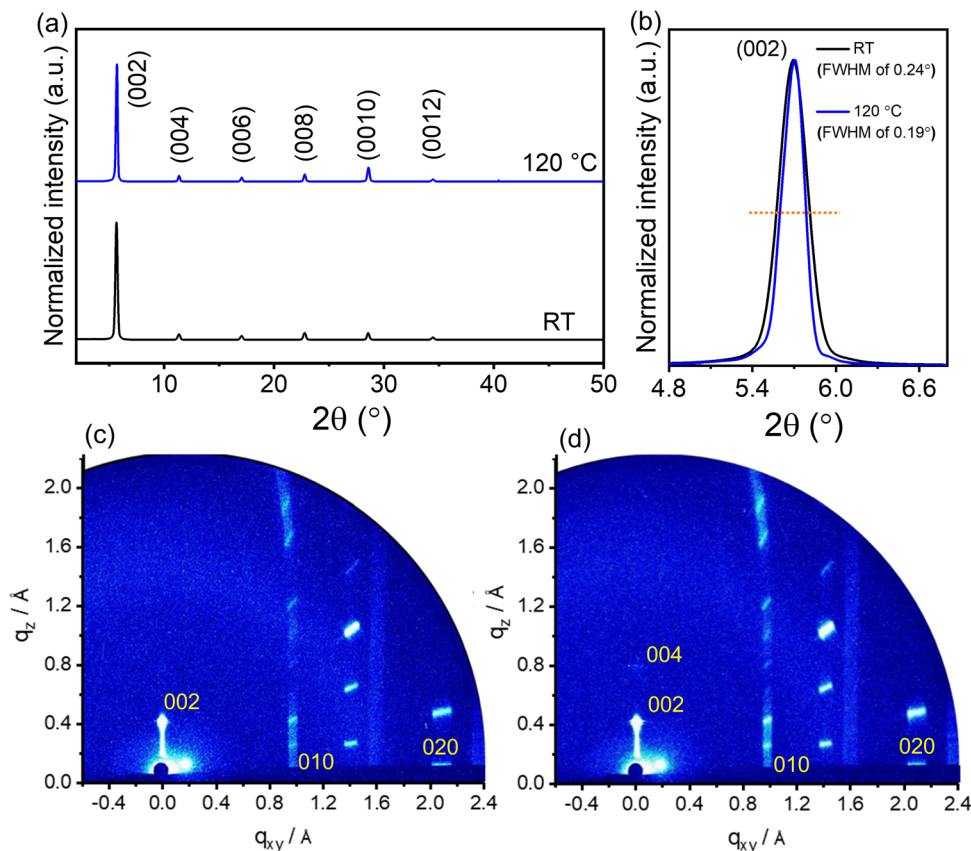 (a)
Normalized intensity (a.u.)
(002)
(004)
(006)
(008)
(0010)
(0012)
120 °C
RT
10 20 30 40 50
2θ (°)
(b)
Normalized intensity (a.u.)
(002)
RT
(FWHM of 0.24°)
120 °C
(FWHM of 0.19°)
4.8 5.4 6.0 6.6
2θ (°)
(c)
q_z / Å
2.0
1.6
1.2
0.8
0.4
0.0
002
010
020
-0.4 0.0 0.4 0.8 1.2 1.6 2.0 2.4
q_xy / Å
(d)
q_z / Å
2.0
1.6
1.2
0.8
0.4
0.0
004
002
010
020
-0.4 0.0 0.4 0.8 1.2 1.6 2.0 2.4
q_xy / Å